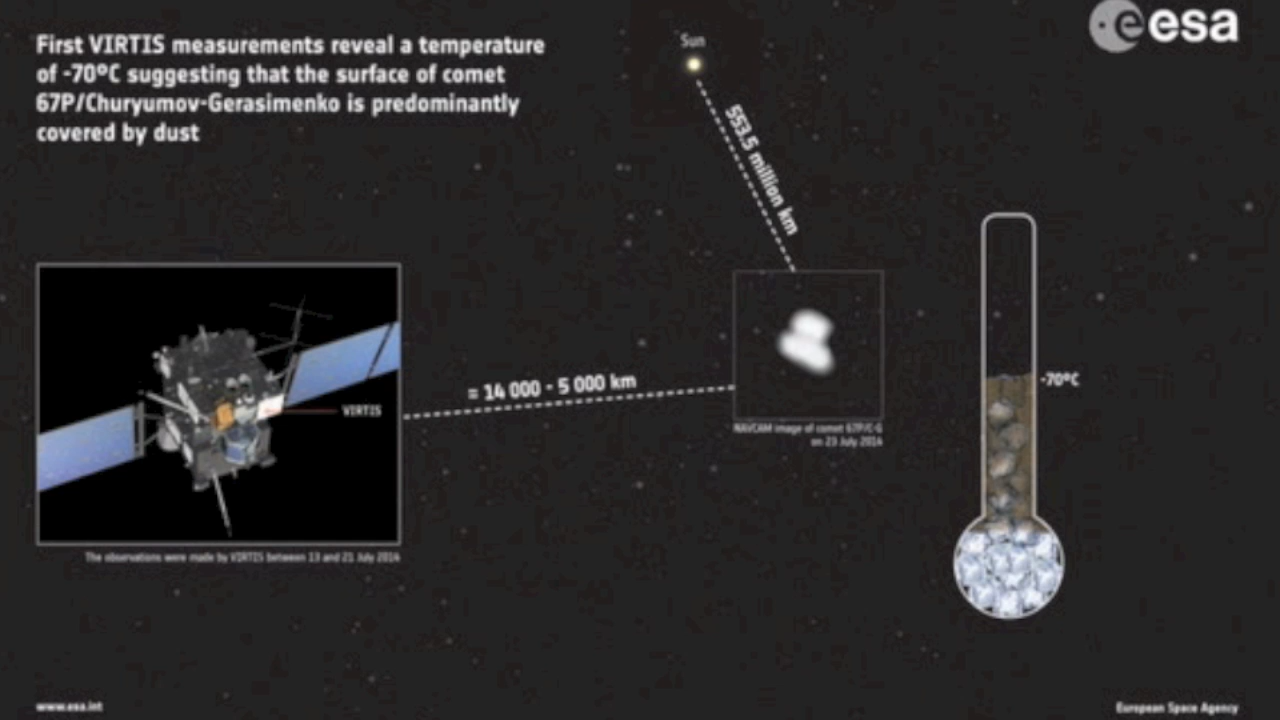 esa
First VIRTIS measurements reveal a temperature
of -70°C suggesting that the surface of comet
67P/Churyumov-Gerasimenko is predominantly
covered by dust
Sun
553.5 million km
= 14 000 - 5 000 km
VIRTIS
-70°C
NAVCAM image of comet 67P/C-G
on 23 July 2014
The observations were made by VIRTIS between 13 and 21 July 2014
www.esa.int
European Space Agency